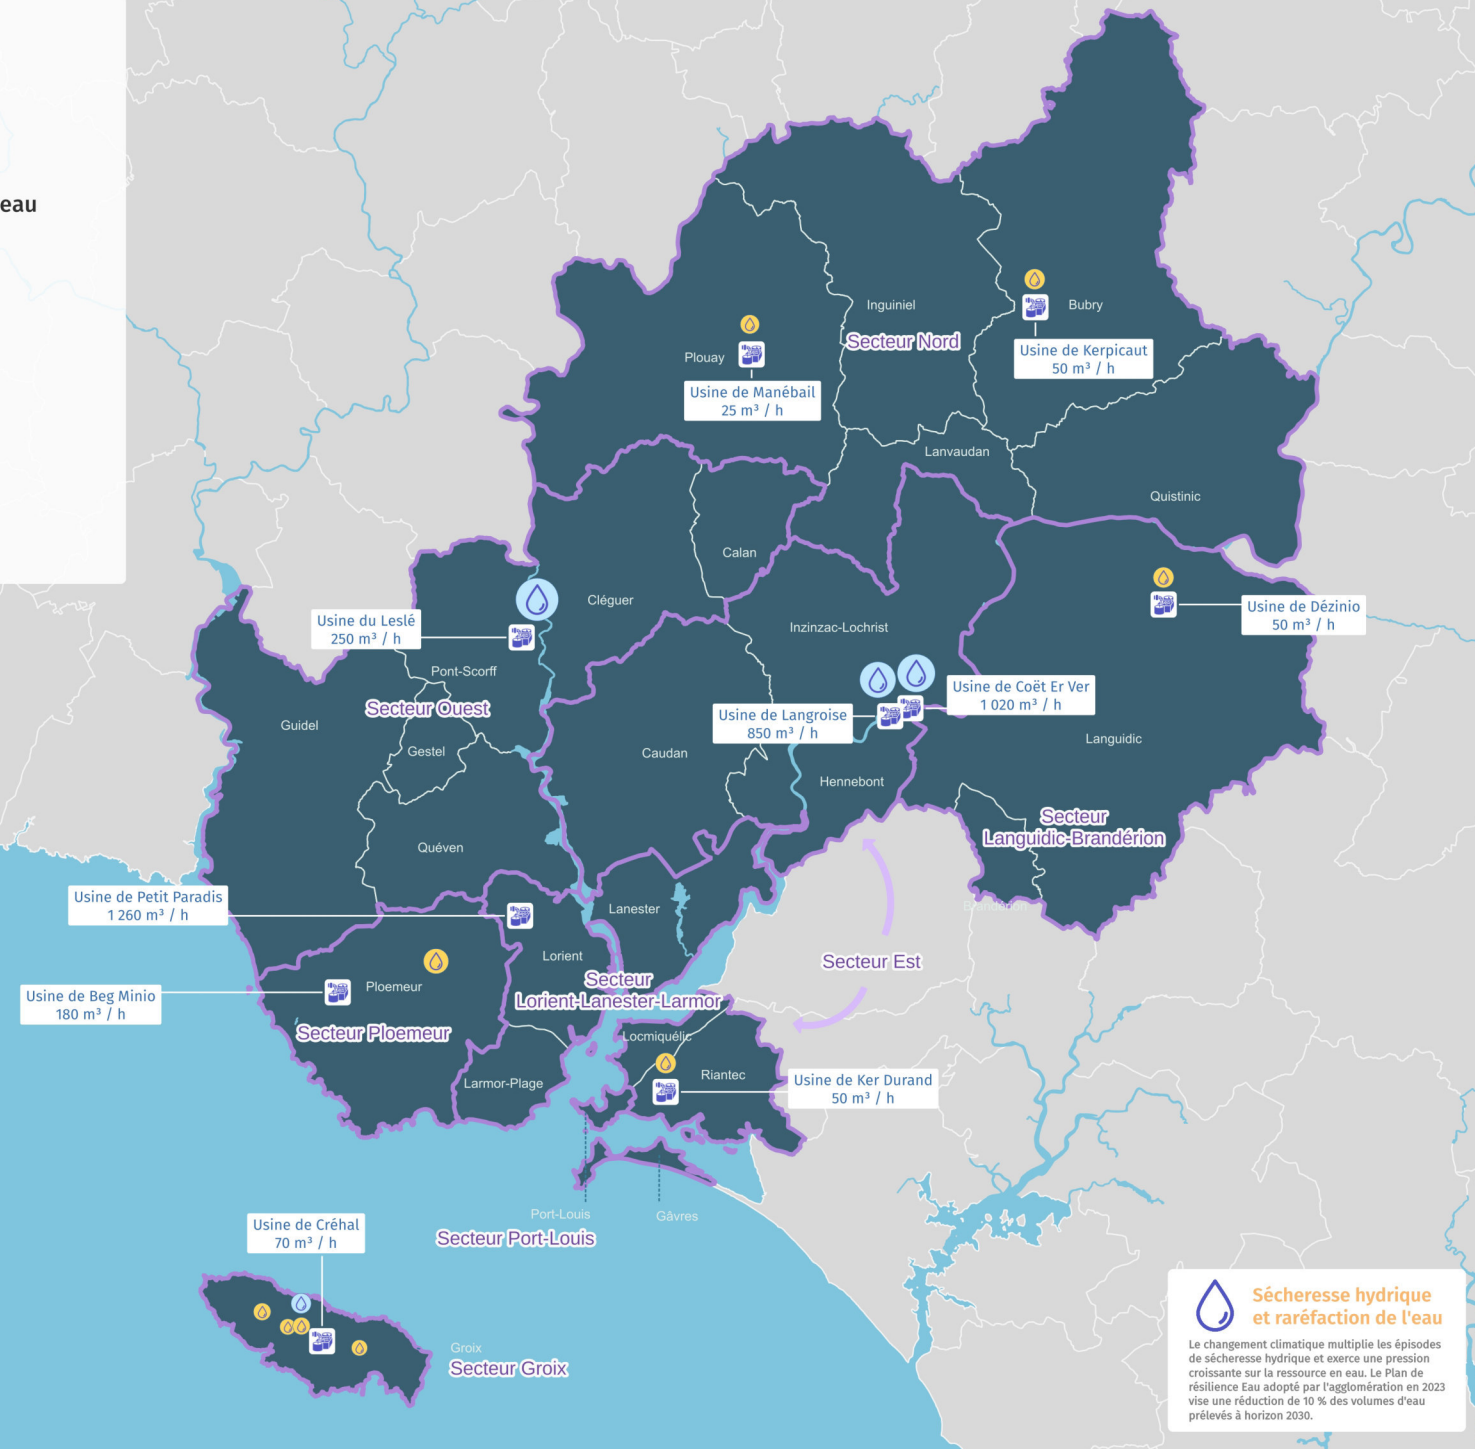 eau
Inguiniel
Secteur Nord
Bubry
Usine de Kerpicaut
50 m³ / h
Plouay
Usine de Manébail
25 m³ / h
Lanvaudan
Quistinic
Calan
Cléguer
Usine du Leslé
250 m³ / h
Inzinzac-Lochrist
Usine de Dézinio
50 m³ / h
Pont-Scorff
Secteur Ouest
Guidel
Gestel
Usine de Coët Er Ver
1 020 m³ / h
Usine de Langroise
850 m³ / h
Languidic
Caudan
Hennebont
Secteur
Languidic-Brandérion
Quéven
Usine de Petit Paradis
1 260 m³ / h
Lanester
Brandérion
Lorient
Secteur Est
Secteur
Lorient-Lanester-Larmor
Ploemeur
Usine de Beg Minio
180 m³ / h
Secteur Ploemeur
Locmiquélic
Riantec
Larmor-Plage
Usine de Ker Durand
50 m³ / h
Port-Louis
Gâvres
Secteur Port-Louis
Usine de Créhal
70 m³ / h
Groix
Secteur Groix
Sécheresse hydrique
et raréfaction de l'eau
Le changement climatique multiplie les épisodes
de sécheresse hydrique et exerce une pression
croissante sur la ressource en eau. Le Plan de
résilience Eau adopté par l'agglomération en 2023
vise une réduction de 10 % des volumes d'eau
prélevés à horizon 2030.